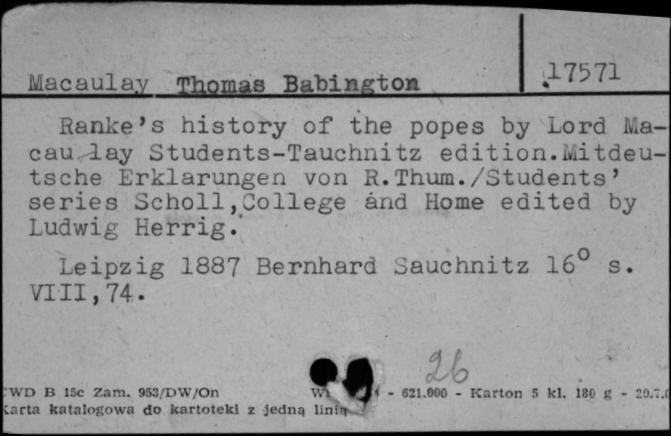 Macaulay Thomas Babington
17571
Ranke's history of the popes by Lord Ma-
caulay Students-Tauchnitz edition.Mitdeu-
tsche Erklarungen von R.Thum./Students'
series Scholl,College and Home edited by
Ludwig Herrig.
Leipzig 1887 Bernhard Sauchnitz 16° s.
VIII,74.
26
WD B 15c Zam. 953/DW/On - 621.000 - Karton 5 kl. 180 g -
Karta katalogowa do kartoteki z jedną linią